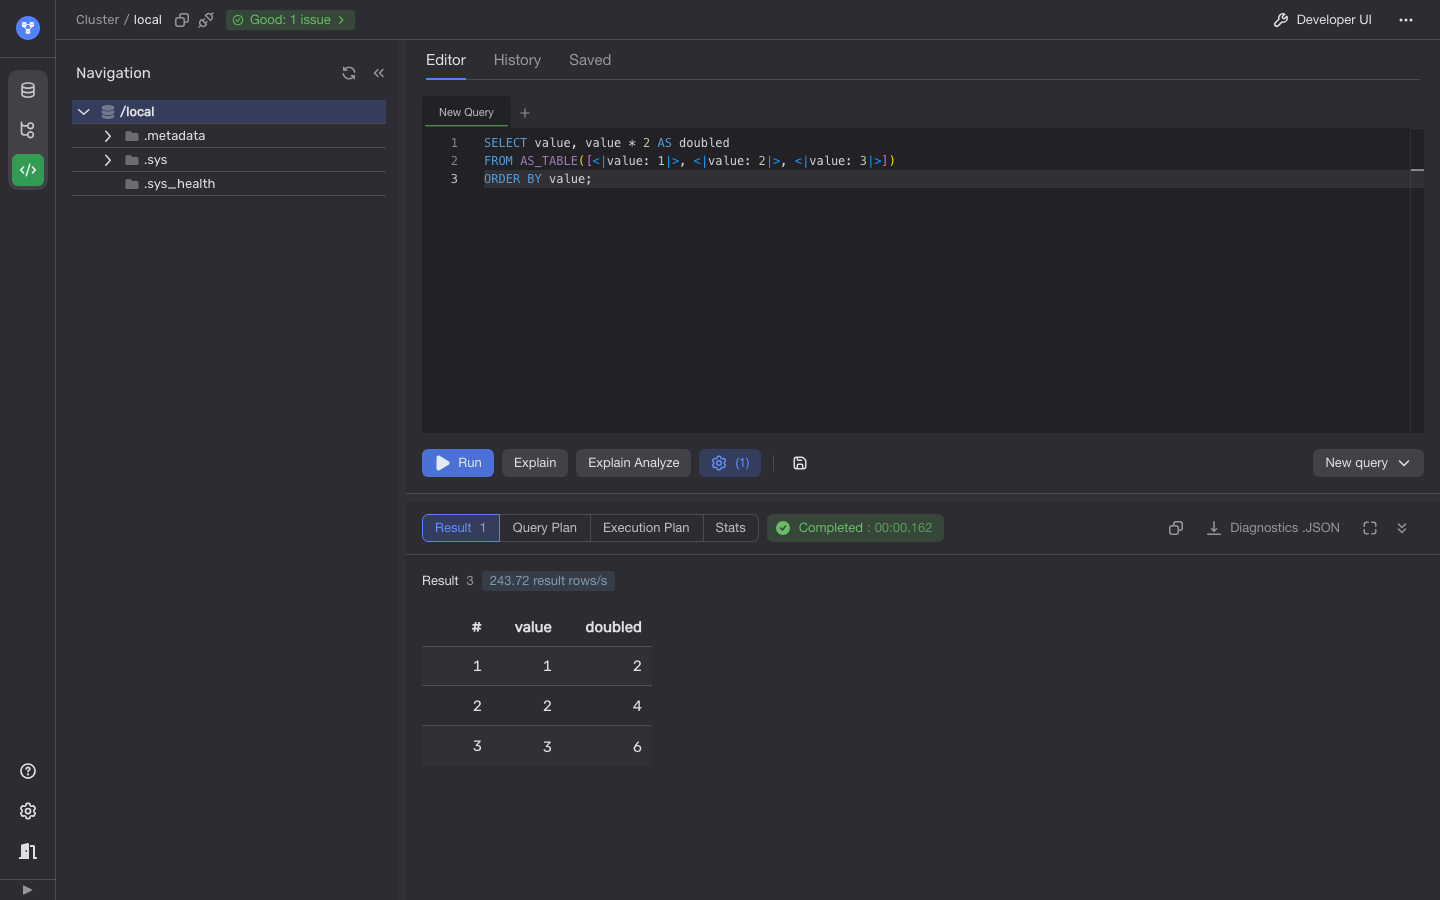 Cluster / local
Good: 1 issue
Developer UI
Navigation
/local
.metadata
.sys
.sys_health
Editor
History
Saved
New Query
1 SELECT value, value * 2 AS doubled
2 FROM AS_TABLE([<|value: 1|>, <|value: 2|>, <|value: 3|>])
3 ORDER BY value;
Run
Explain
Explain Analyze
(1)
New query
Result 1
Query Plan
Execution Plan
Stats
Completed : 00:00.162
Diagnostics .JSON
Result 3
243.72 result rows/s
# value doubled
1 1 2
2 2 4
3 3 6